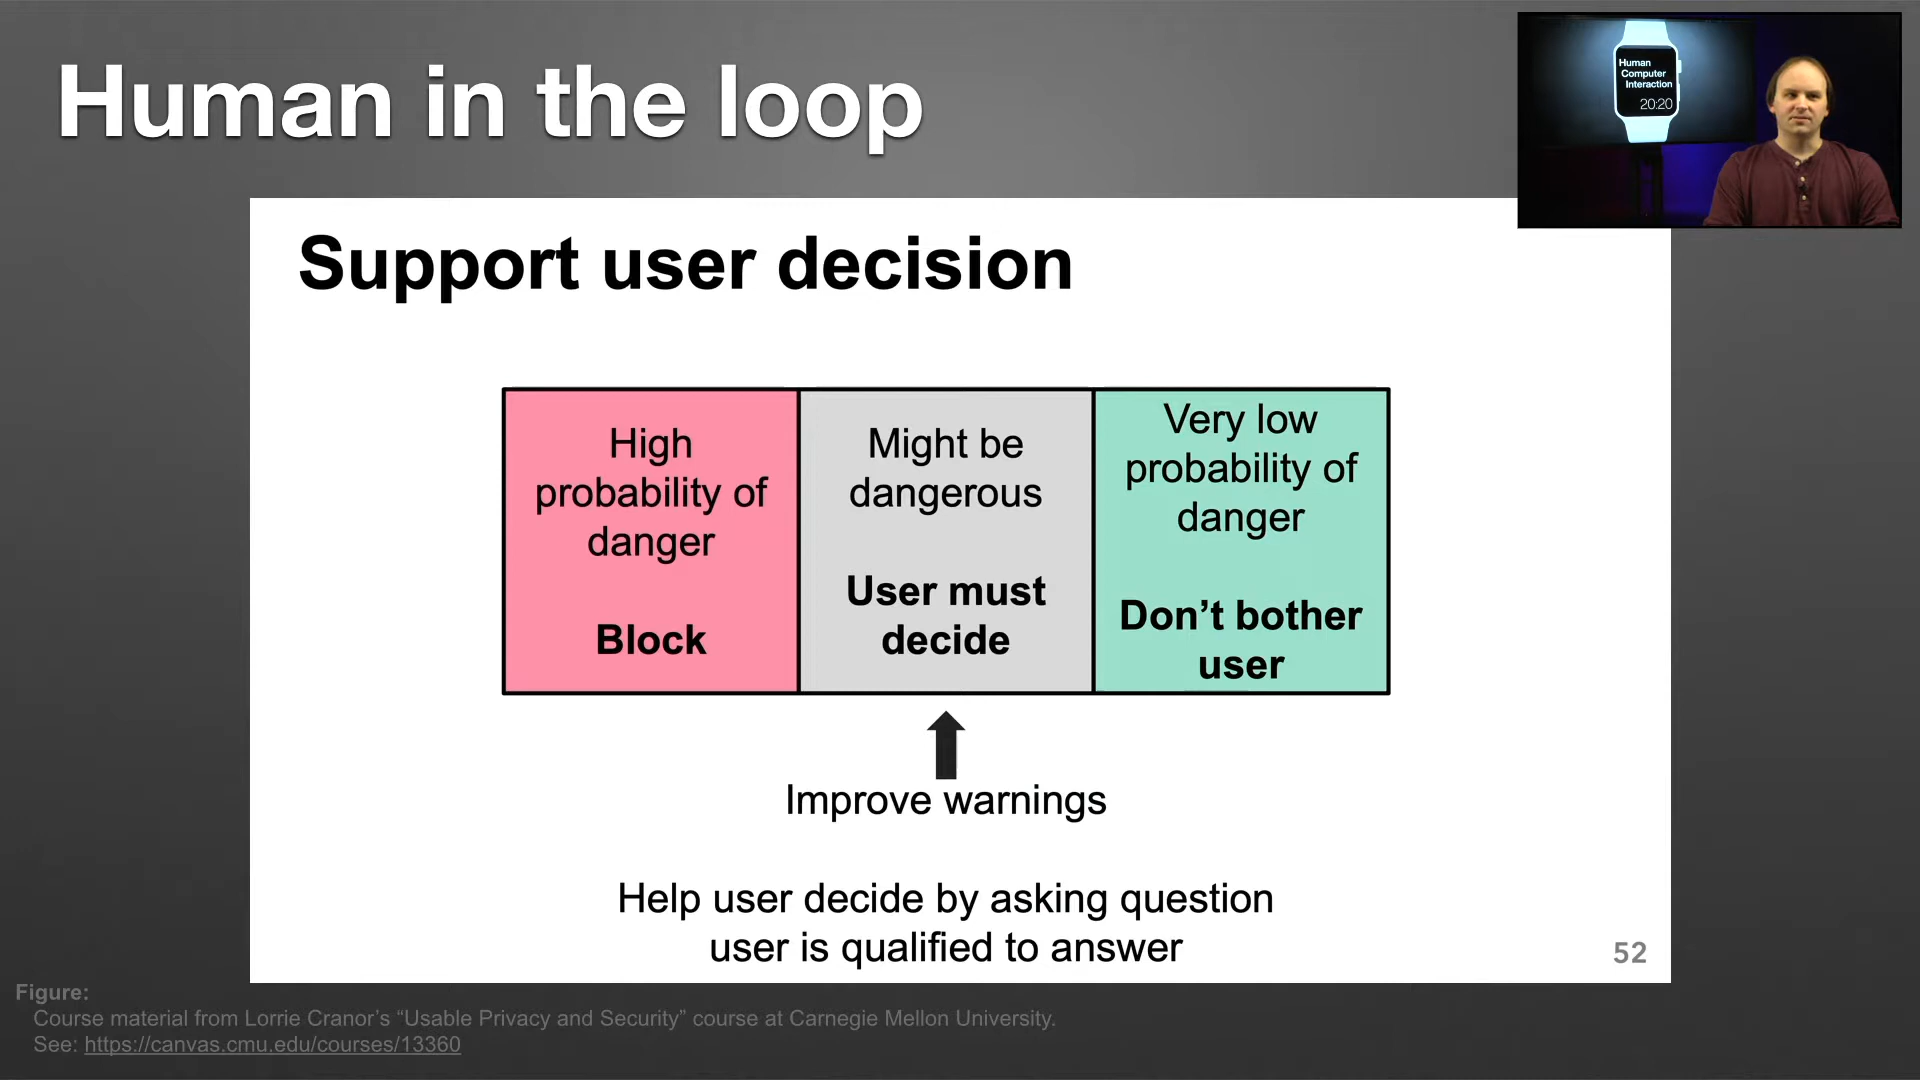 Human in the loop
Human
Computer
Interaction
20:20
Support user decision
High
probability of
danger
Block
Might be
dangerous
User must
decide
Very low
probability of
danger
Don’t bother
user
Improve warnings
Help user decide by asking question
user is qualified to answer
52
Figure:
Course material from Lorrie Cranor’s “Usable Privacy and Security” course at Carnegie Mellon University.
See: https://canvas.cmu.edu/courses/13360